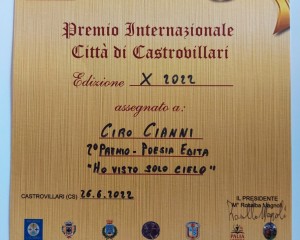 Premio Internazionale
Città di Castrovillari
Edizione X 2022
assegnato a:
CIRO CIANNI
2° PREMIO - POESIA EDITA
"HO VISTO SOLO CIELO"
CASTROVILLARI (CS) 26.6.2022
IL PRESIDENTE